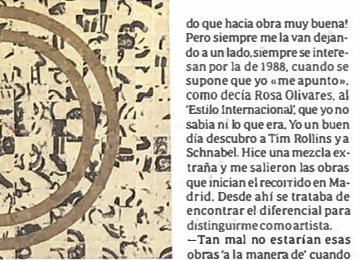 do que hacia obra muy buena!
Pero siempre me la van dejan-
do a un lado, siempre se intere-
san por la de 1988, cuando se
supone que yo «me apunto»,
como decía Rosa Olivares, al
'Estilo Internacional', que yo no
sabia ni lo que era. Yo un buen
día descubro a Tim Rollins y a
Schnabel. Hice una mezcla ex-
traña y me salieron las obras
que inician el recorrido en Ma-
drid. Desde ahí se trataba de
encontrar el diferencial para
distinguirme como artista.
—Tan mal no estarían esas
obras 'a la manera de' cuando